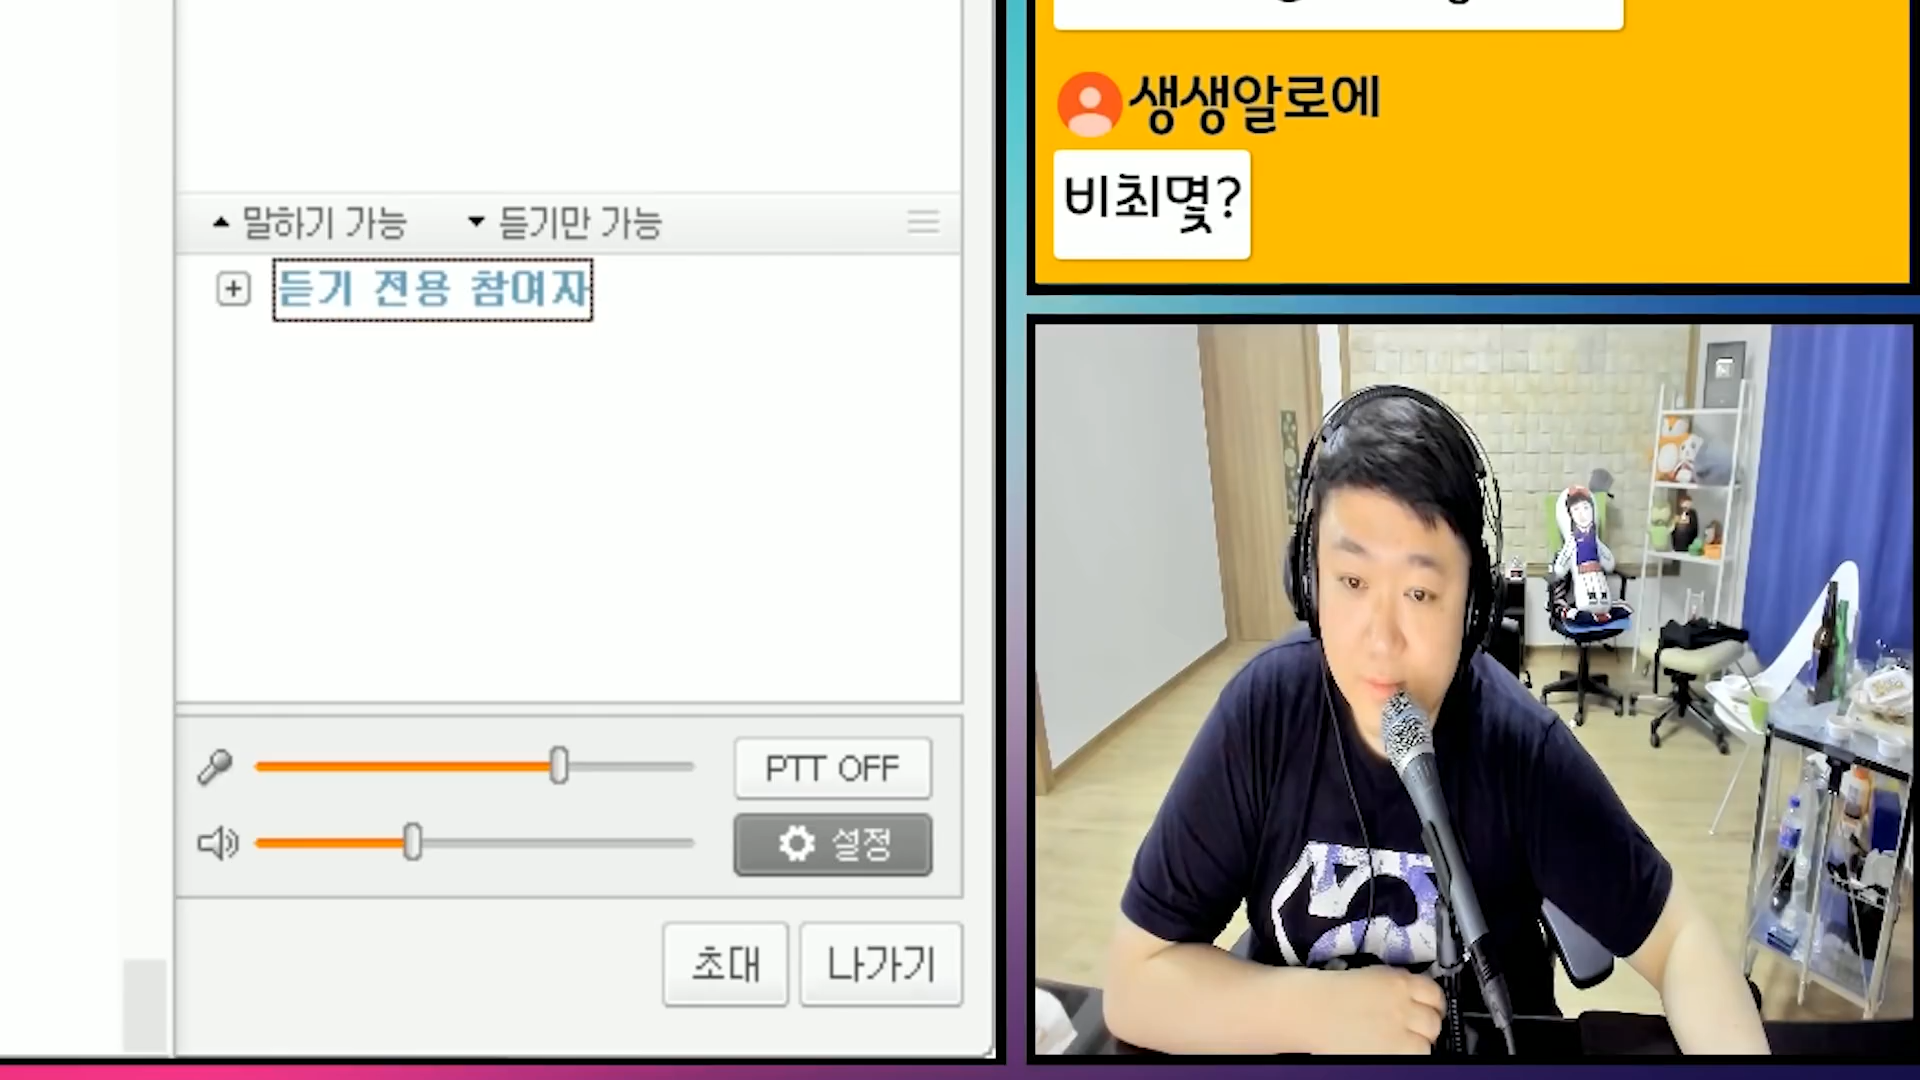 말하기 가능
듣기만 가능
듣기 전용 참여자
PTT OFF
설정
초대
나가기
생생알로에
비최몇?